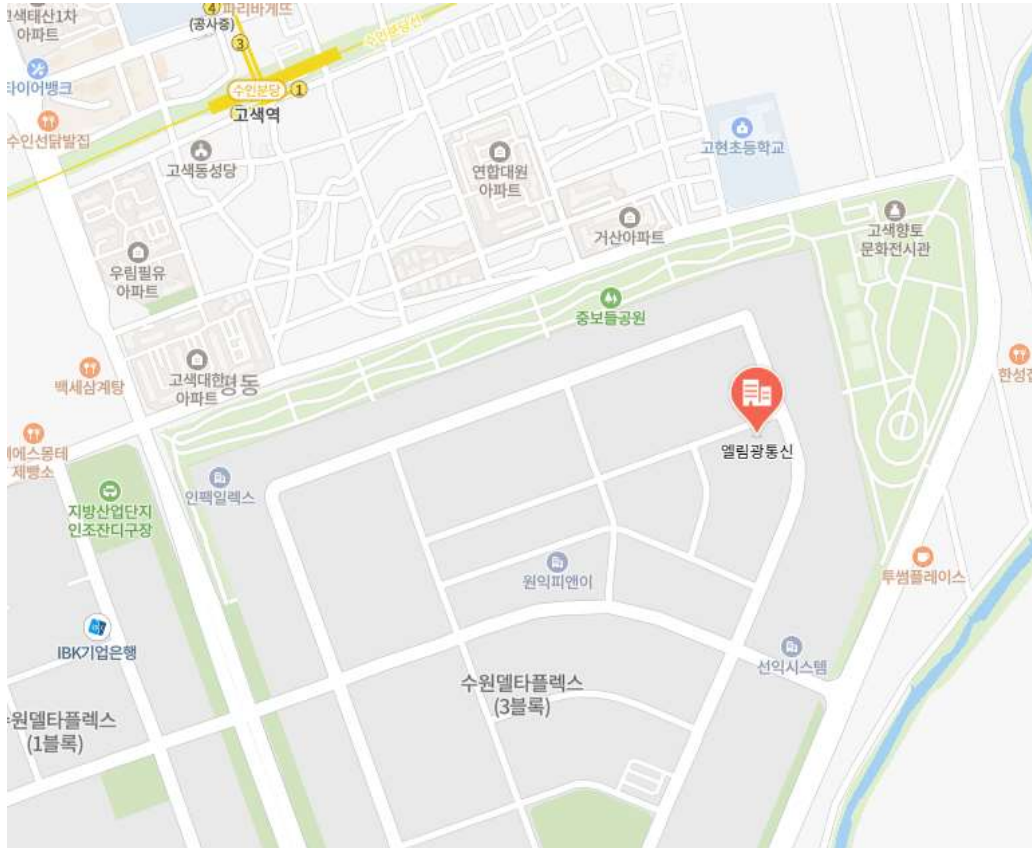 고색태산1차
아파트
4
파리바게뜨
(공사중)
3
수인분당선
타이어뱅크
수인분당
1
고색역
수인선닭발집
고색동성당
연합대원
아파트
고현초등학교
거산아파트
고색향토
문화전시관
우림필유
아파트
중보들공원
백세삼계탕
고색대한
아파트
평동
엘림광통신
제빵소
인팩일렉스
지방산업단지
인조잔디구장
원익피앤이
투썸플레이스
IBK기업은행
선익시스템
수원델타플렉스
(3블록)
수원델타플렉스
(1블록)